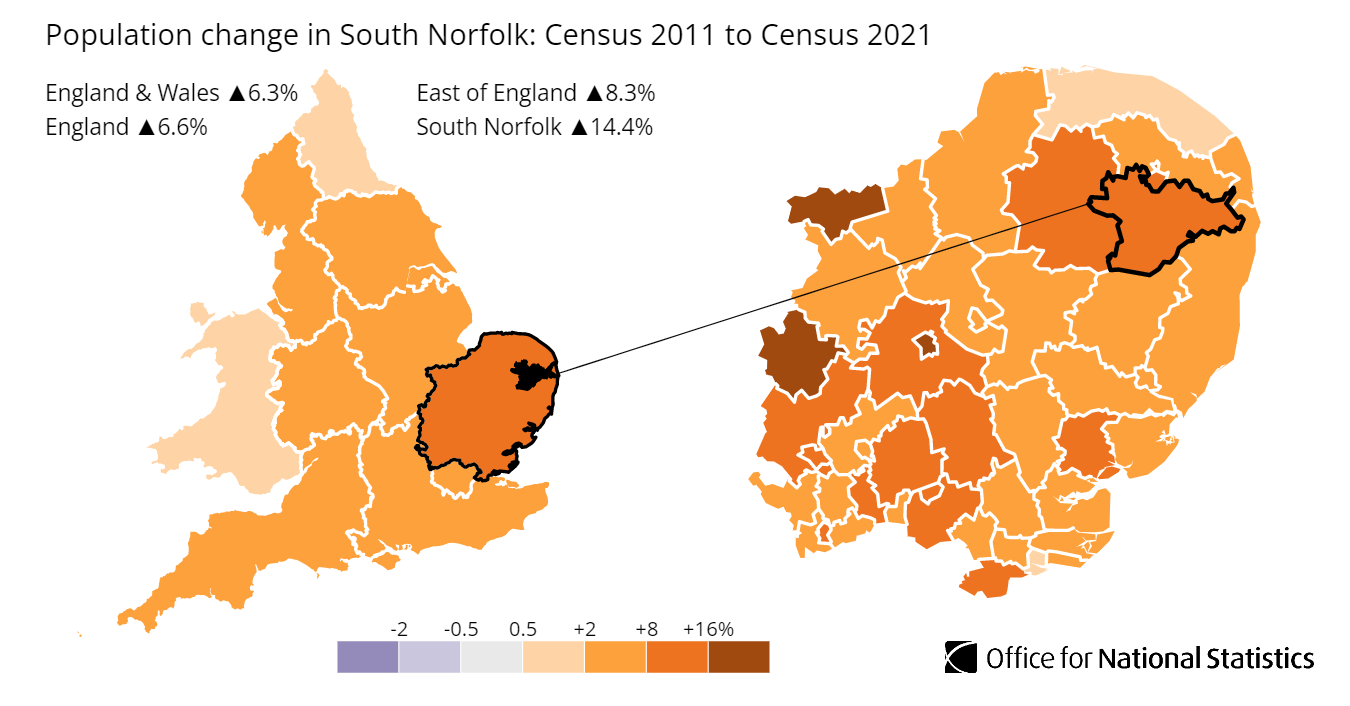 Population change in South Norfolk: Census 2011 to Census 2021
England & Wales ▲6.3%
East of England ▲8.3%
England ▲6.6%
South Norfolk ▲14.4%
-2 -0.5 0.5 +2 +8 +16%
Office for National Statistics